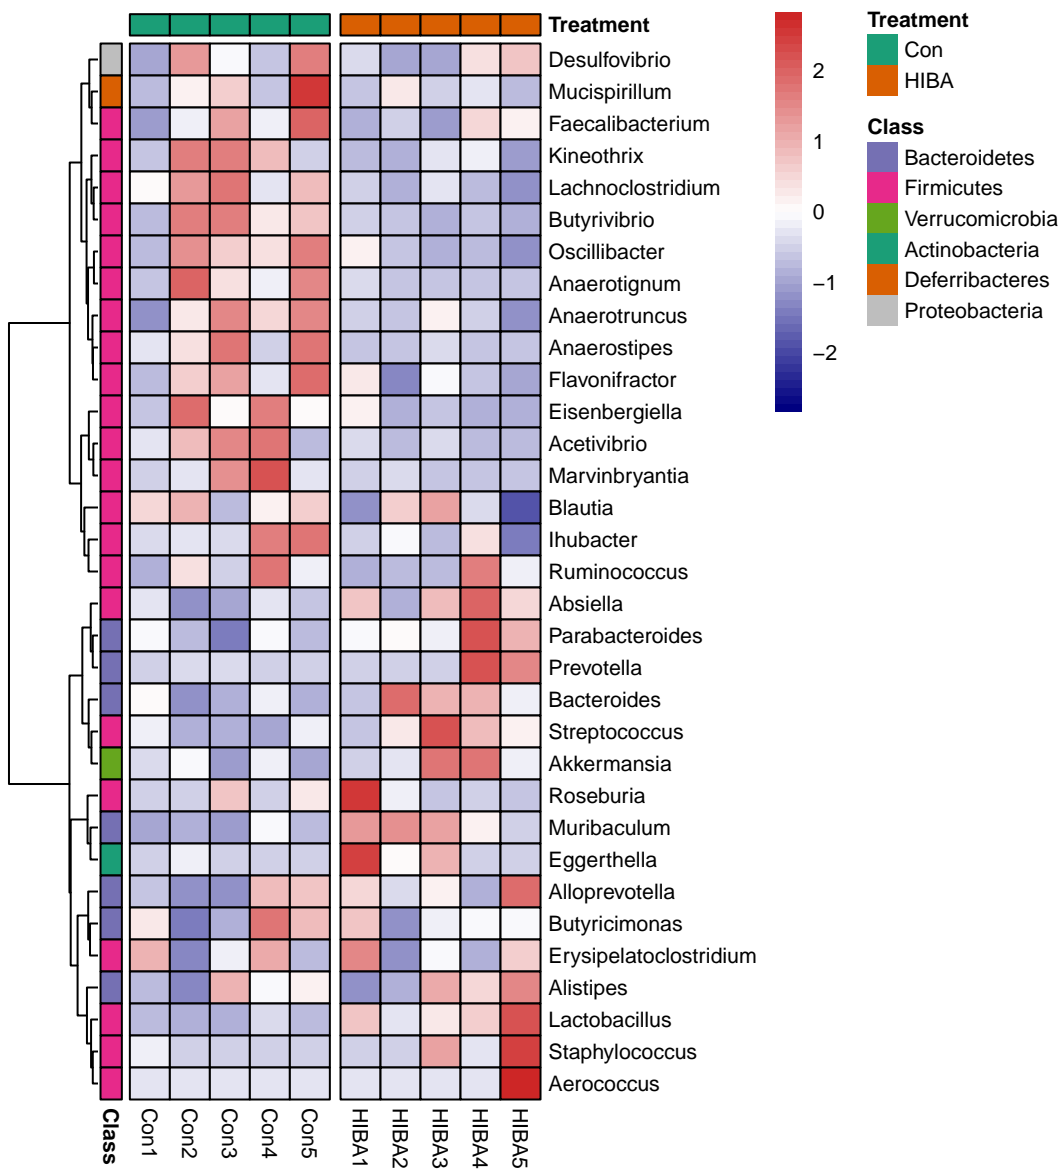 Treatment
Desulfovibrio
Mucispirillum
Faecalibacterium
Kineothrix
Lachnoclostridium
Butyrivibrio
Oscillibacter
Anaerotignum
Anaerotruncus
Anaerostipes
Flavonifractor
Eisenbergiella
Acetivibrio
Marvinbryantia
Blautia
Ihubacter
Ruminococcus
Absiella
Parabacteroides
Prevotella
Bacteroides
Streptococcus
Akkermansia
Roseburia
Muribaculum
Eggerthella
Alloprevotella
Butyricimonas
Erysipelatoclostridium
Alistipes
Lactobacillus
Staphylococcus
Aerococcus
Class
Con1
Con2
Con3
Con4
Con5
HIBA1
HIBA2
HIBA3
HIBA4
HIBA5
2
1
0
−1
−2
Treatment
Con
HIBA
Class
Bacteroidetes
Firmicutes
Verrucomicrobia
Actinobacteria
Deferribacteres
Proteobacteria